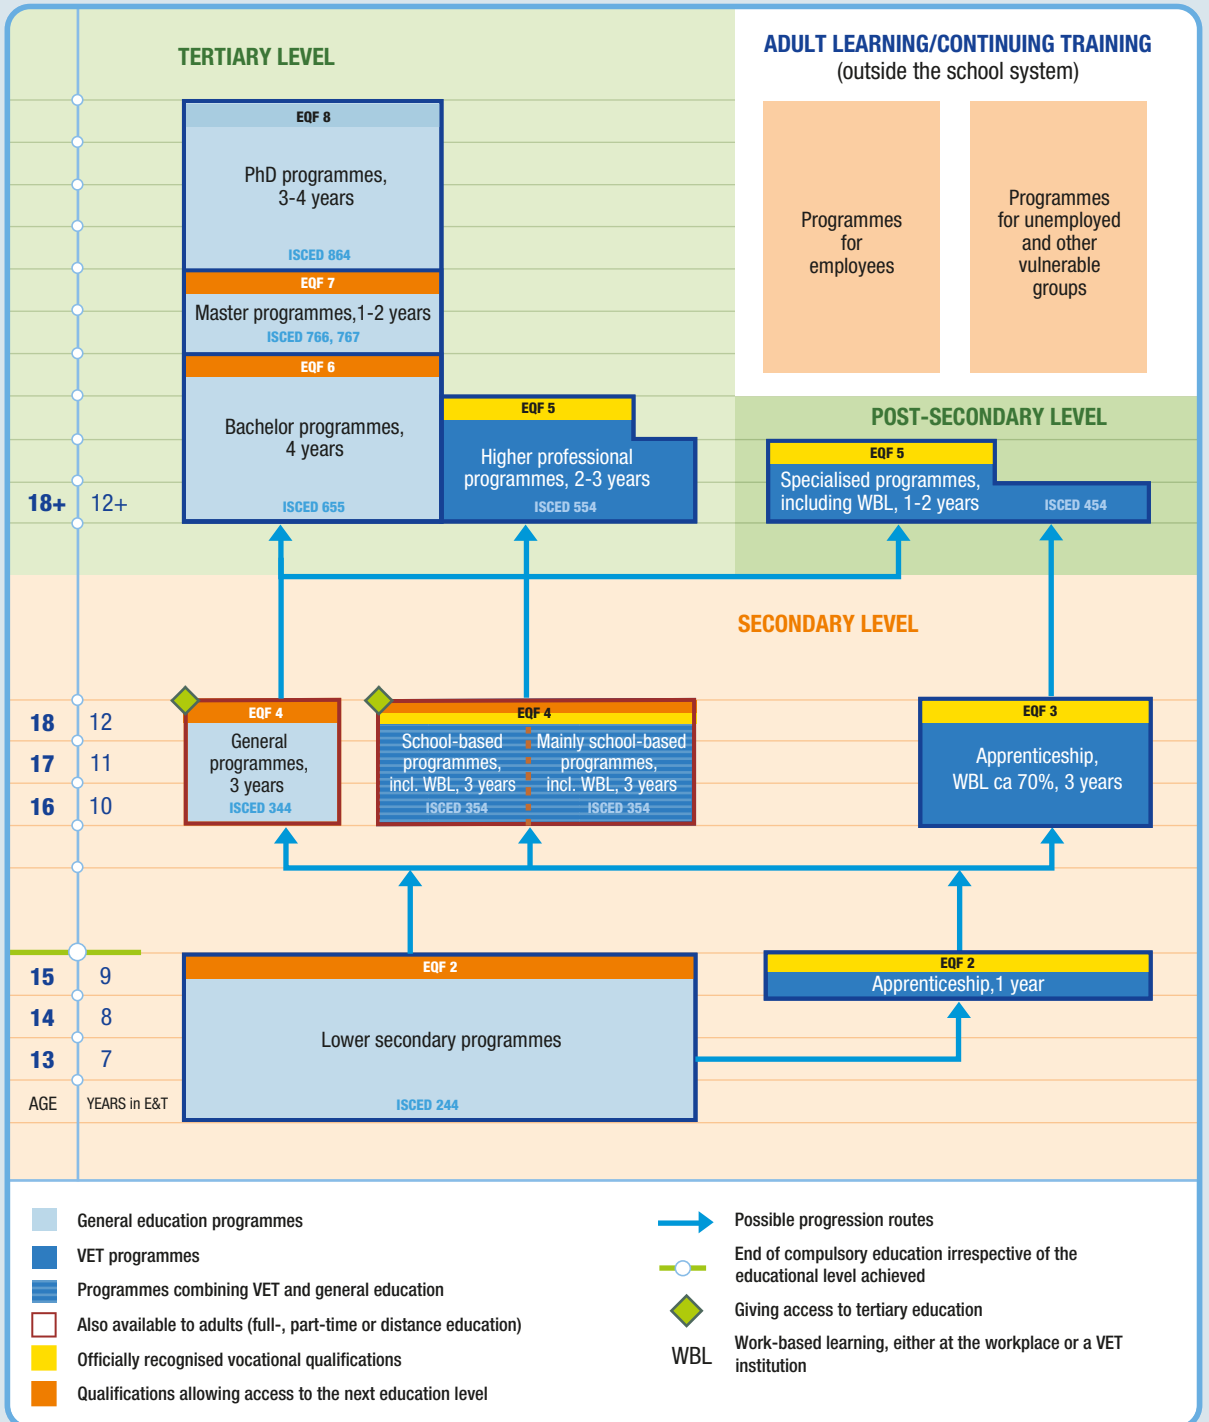 TERTIARY LEVEL
ADULT LEARNING/CONTINUING TRAINING
(outside the school system)
EQF 8
PhD programmes,
3-4 years
ISCED 864
EQF 7
Master programmes,1-2 years
ISCED 766, 767
EQF 6
Bachelor programmes,
4 years
ISCED 655
EQF 5
Higher professional
programmes, 2-3 years
ISCED 554
Programmes
for
employees
Programmes
for unemployed
and other
vulnerable
groups
POST-SECONDARY LEVEL
EQF 5
Specialised programmes,
including WBL, 1-2 years
ISCED 454
18+ 12+
SECONDARY LEVEL
18 12
17 11
16 10
EQF 4
General
programmes,
3 years
ISCED 344
EQF 4
School-based
programmes,
incl. WBL, 3 years
ISCED 354
Mainly school-based
programmes,
incl. WBL, 3 years
ISCED 354
EQF 3
Apprenticeship,
WBL ca 70%, 3 years
15 9
14 8
13 7
AGE YEARS in E&T
EQF 2
Lower secondary programmes
ISCED 244
EQF 2
Apprenticeship,1 year
General education programmes
VET programmes
Programmes combining VET and general education
Also available to adults (full-, part-time or distance education)
Officially recognised vocational qualifications
Qualifications allowing access to the next education level
Possible progression routes
End of compulsory education irrespective of the
educational level achieved
Giving access to tertiary education
WBL
Work-based learning, either at the workplace or a VET
institution